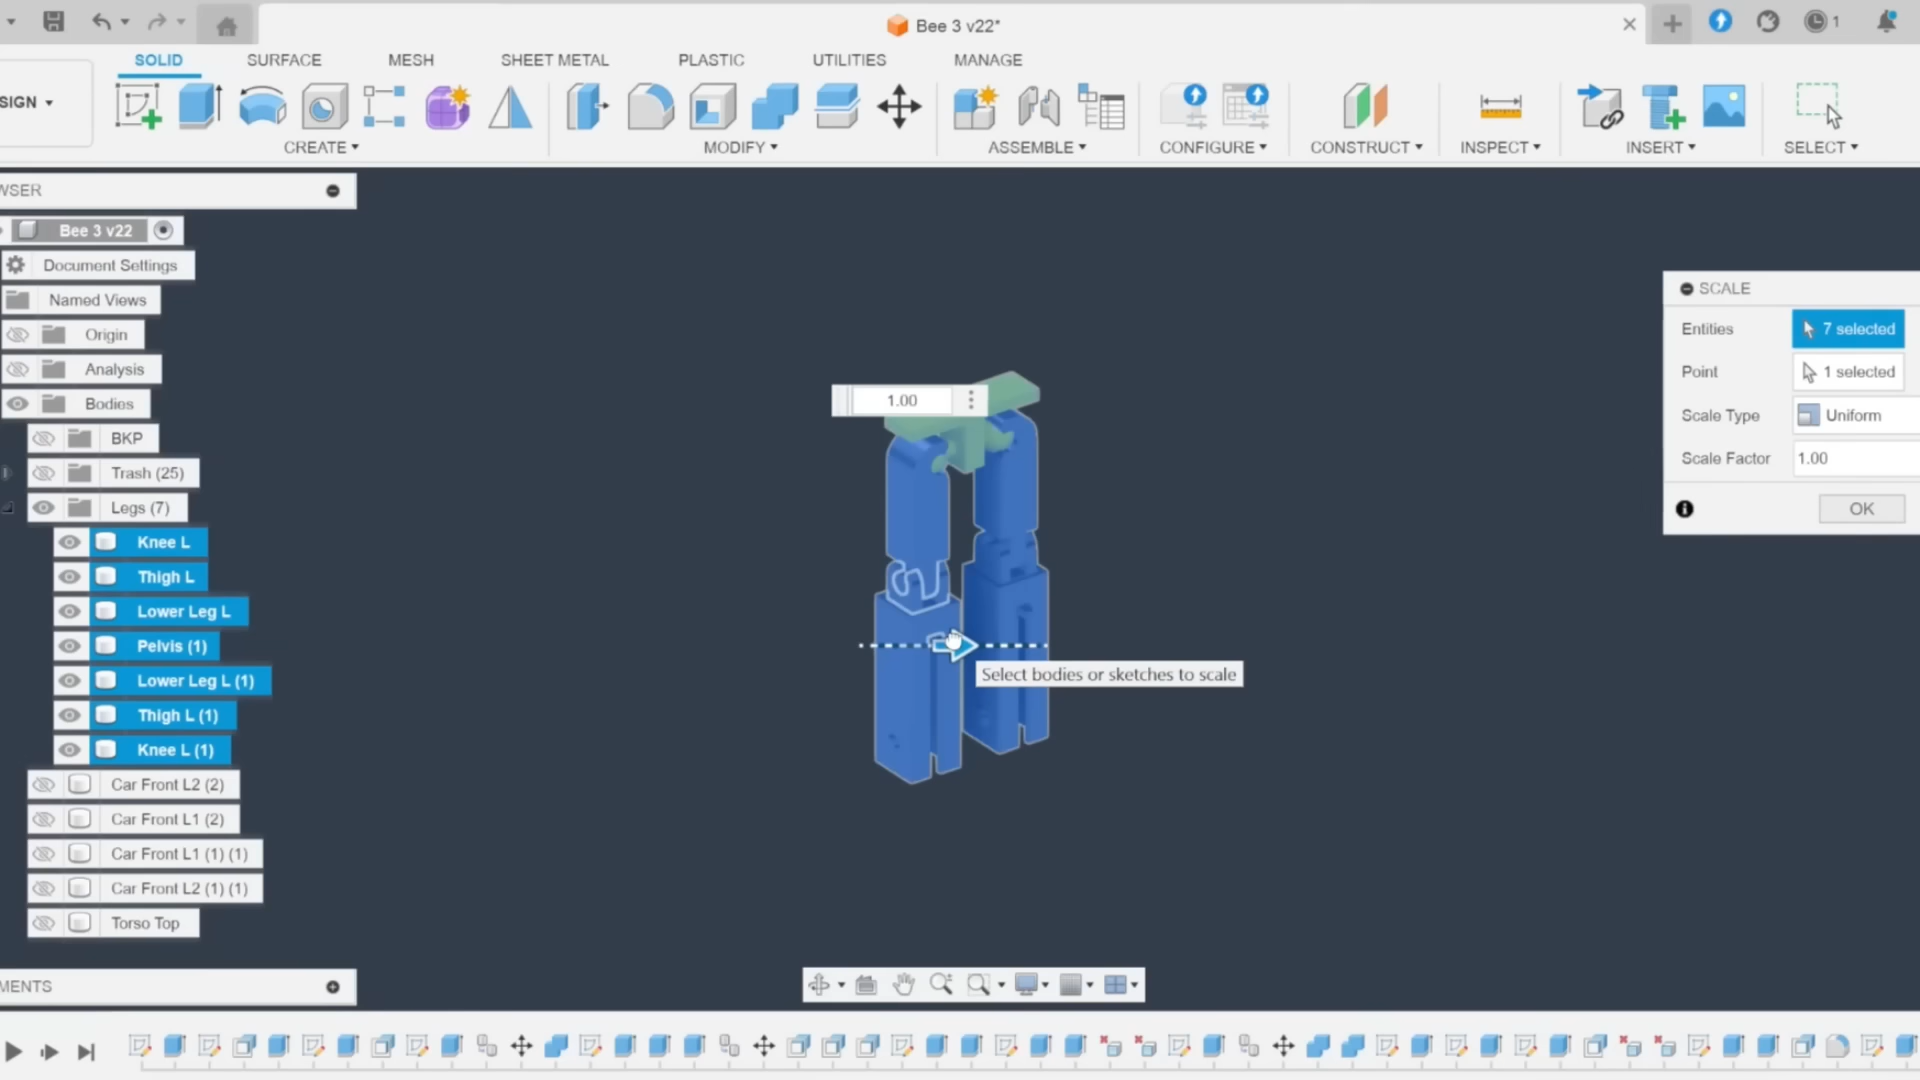 Bee 3 v22*
1
SIGN
SOLID
SURFACE
MESH
SHEET METAL
PLASTIC
UTILITIES
MANAGE
CREATE
MODIFY
ASSEMBLE
CONFIGURE
CONSTRUCT
INSPECT
INSERT
SELECT
WSER
Bee 3 v22
Document Settings
Named Views
Origin
Analysis
Bodies
BKP
Trash (25)
Legs (7)
Knee L
Thigh L
Lower Leg L
Pelvis (1)
Lower Leg L (1)
Thigh L (1)
Knee L (1)
Car Front L2 (2)
Car Front L1 (2)
Car Front L1 (1) (1)
Car Front L2 (1) (1)
Torso Top
MENTS
1.00
Select bodies or sketches to scale
SCALE
Entities 7 selected
Point 1 selected
Scale Type Uniform
Scale Factor 1.00
OK